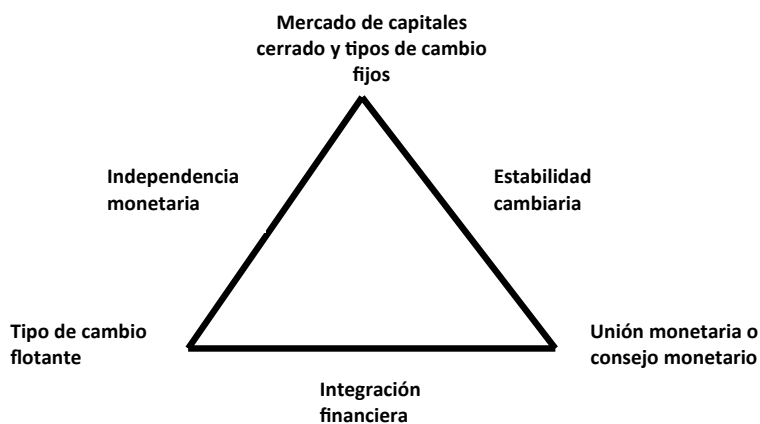 Mercado de capitales
cerrado y tipos de cambio
fijos
Independencia
monetaria
Estabilidad
cambiaria
Tipo de cambio
flotante
Unión monetaria o
consejo monetario
Integración
financiera